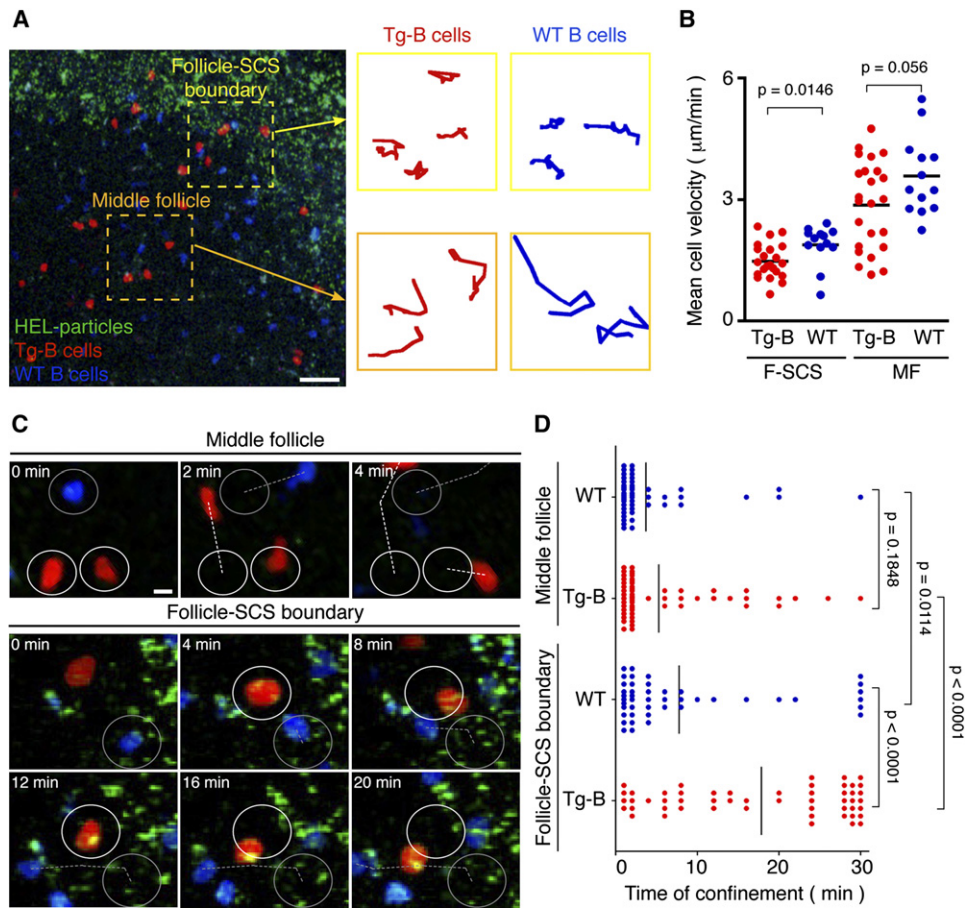 A
Follicle-SCS
boundary
Middle follicle
HEL-particles
Tg-B cells
WT B cells
Tg-B cells
WT B cells
B
Mean cell velocity ( μm/min )
6
3
0
p = 0.0146
p = 0.056
Tg-B
WT
Tg-B
WT
F-SCS
MF
C
Middle follicle
0 min
2 min
4 min
Follicle-SCS boundary
0 min
4 min
8 min
12 min
16 min
20 min
D
Middle follicle
Follicle-SCS boundary
WT
Tg-B
WT
Tg-B
p = 0.1848
p = 0.0114
p < 0.0001
p < 0.0001
0
10
20
30
Time of confinement ( min )